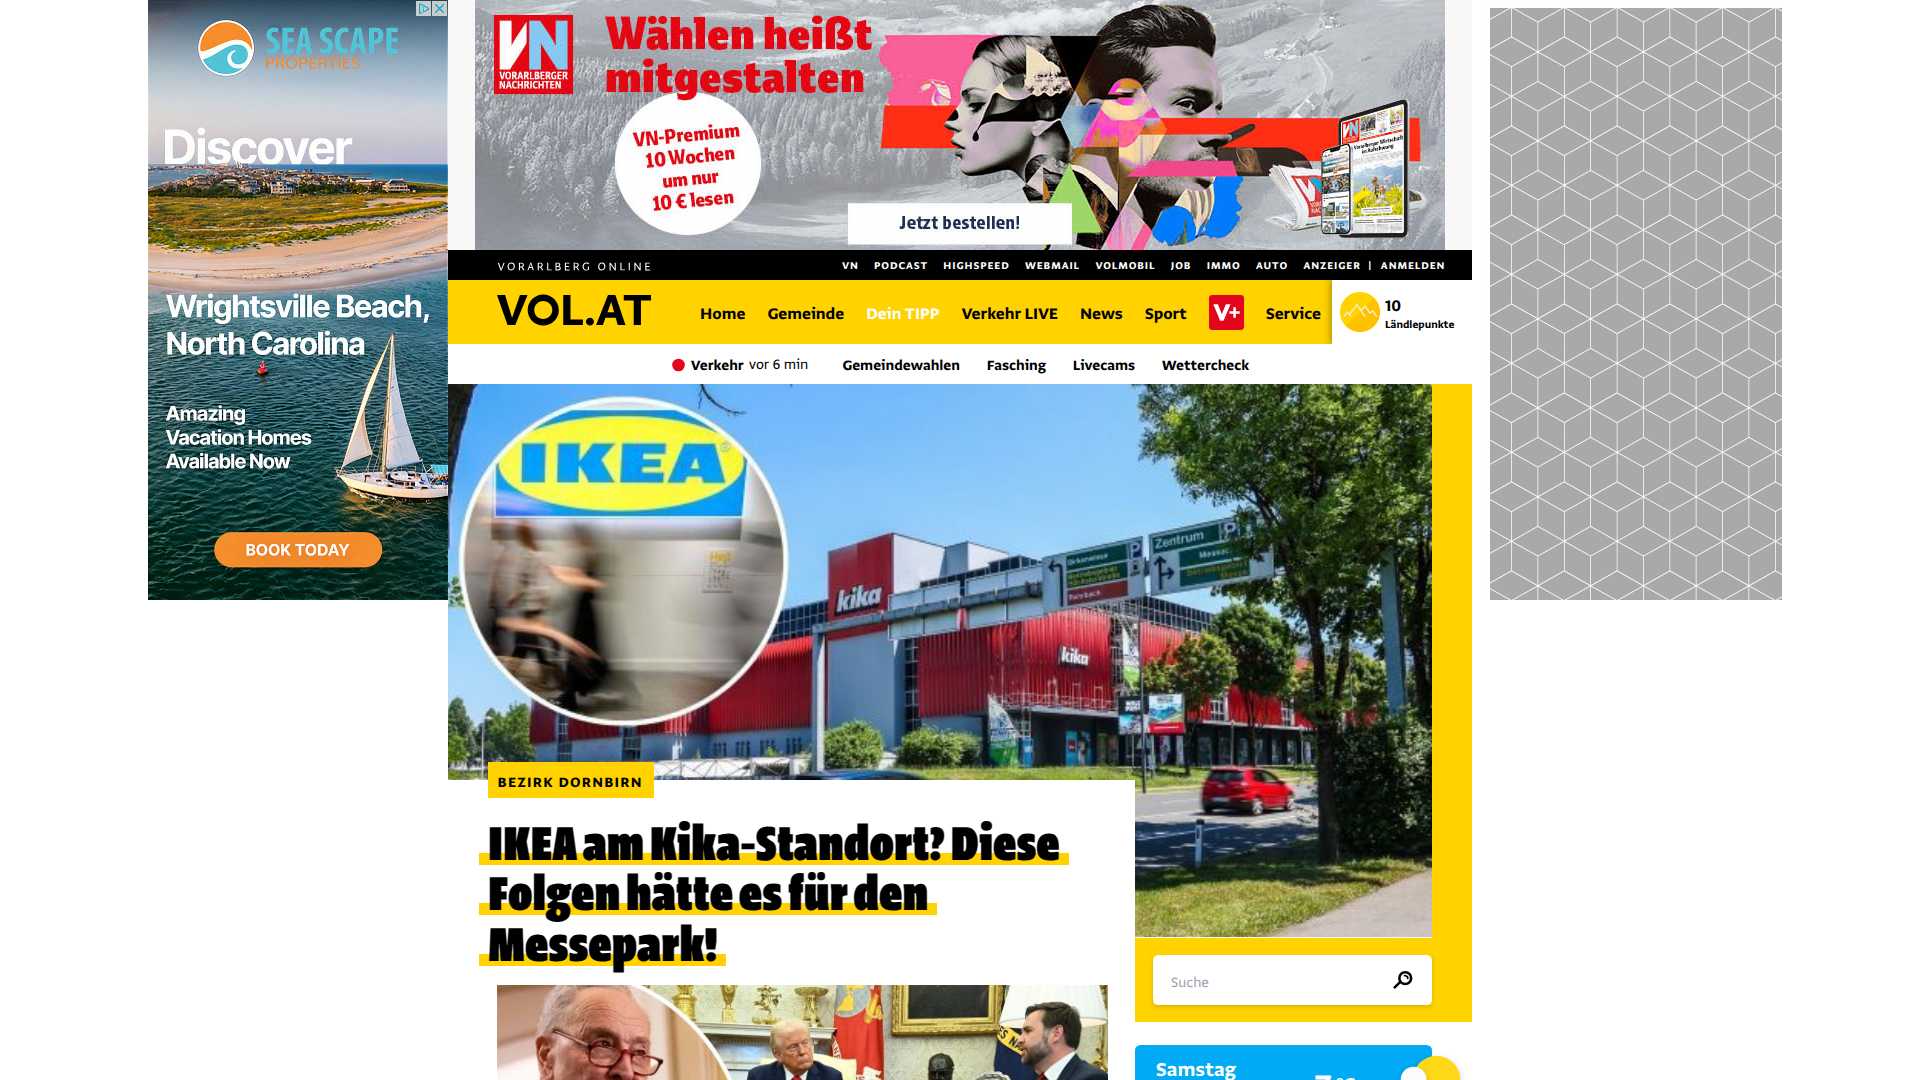 SEA SCAPE
PROPERTIES
Discover
Wrightsville Beach,
North Carolina
Amazing
Vacation Homes
Available Now
BOOK TODAY
VN
VORARLBERGER
NACHRICHTEN
Wählen heißt
mitgestalten
VN-Premium
10 Wochen
um nur
10 € lesen
Jetzt bestellen!
VORARLBERG ONLINE
VN PODCAST HIGHSPEED WEBMAIL VOLMOBIL JOB IMMO AUTO ANZEIGER | ANMELDEN
VOL.AT
Home Gemeinde Dein TIPP Verkehr LIVE News Sport V+ Service
10
Ländlepunkte
Verkehr vor 6 min Gemeindewahlen Fasching Livecams Wettercheck
IKEA
Hej!
kika
kika
Zentrum P
P
BEZIRK DORNBIRN
IKEA am Kika-Standort? Diese
Folgen hätte es für den
Messepark!
Suche
Samstag